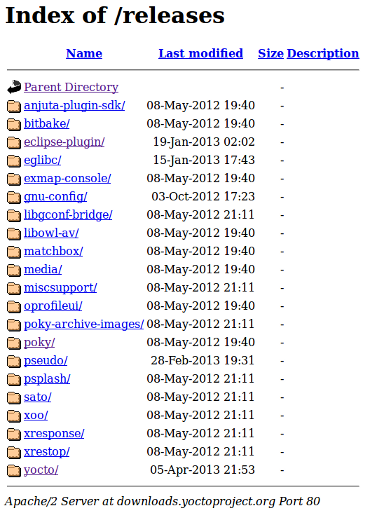 Index of /releases
Name Last modified Size Description
Parent Directory -
anjuta-plugin-sdk/ 08-May-2012 19:40 -
bitbake/ 08-May-2012 19:40 -
eclipse-plugin/ 19-Jan-2013 02:02 -
eglibc/ 15-Jan-2013 17:43 -
exmap-console/ 08-May-2012 19:40 -
gnu-config/ 03-Oct-2012 17:23 -
libgconf-bridge/ 08-May-2012 21:11 -
libowl-av/ 08-May-2012 19:40 -
matchbox/ 08-May-2012 19:40 -
media/ 08-May-2012 19:40 -
miscsupport/ 08-May-2012 21:11 -
oprofileui/ 08-May-2012 19:40 -
poky-archive-images/ 08-May-2012 21:11 -
poky/ 08-May-2012 19:40 -
pseudo/ 28-Feb-2013 19:31 -
psplash/ 08-May-2012 21:11 -
sato/ 08-May-2012 21:11 -
xoo/ 08-May-2012 21:11 -
xresponse/ 08-May-2012 21:11 -
xrestop/ 08-May-2012 21:11 -
yocto/ 05-Apr-2013 21:53 -
Apache/2 Server at downloads.yoctoproject.org Port 80